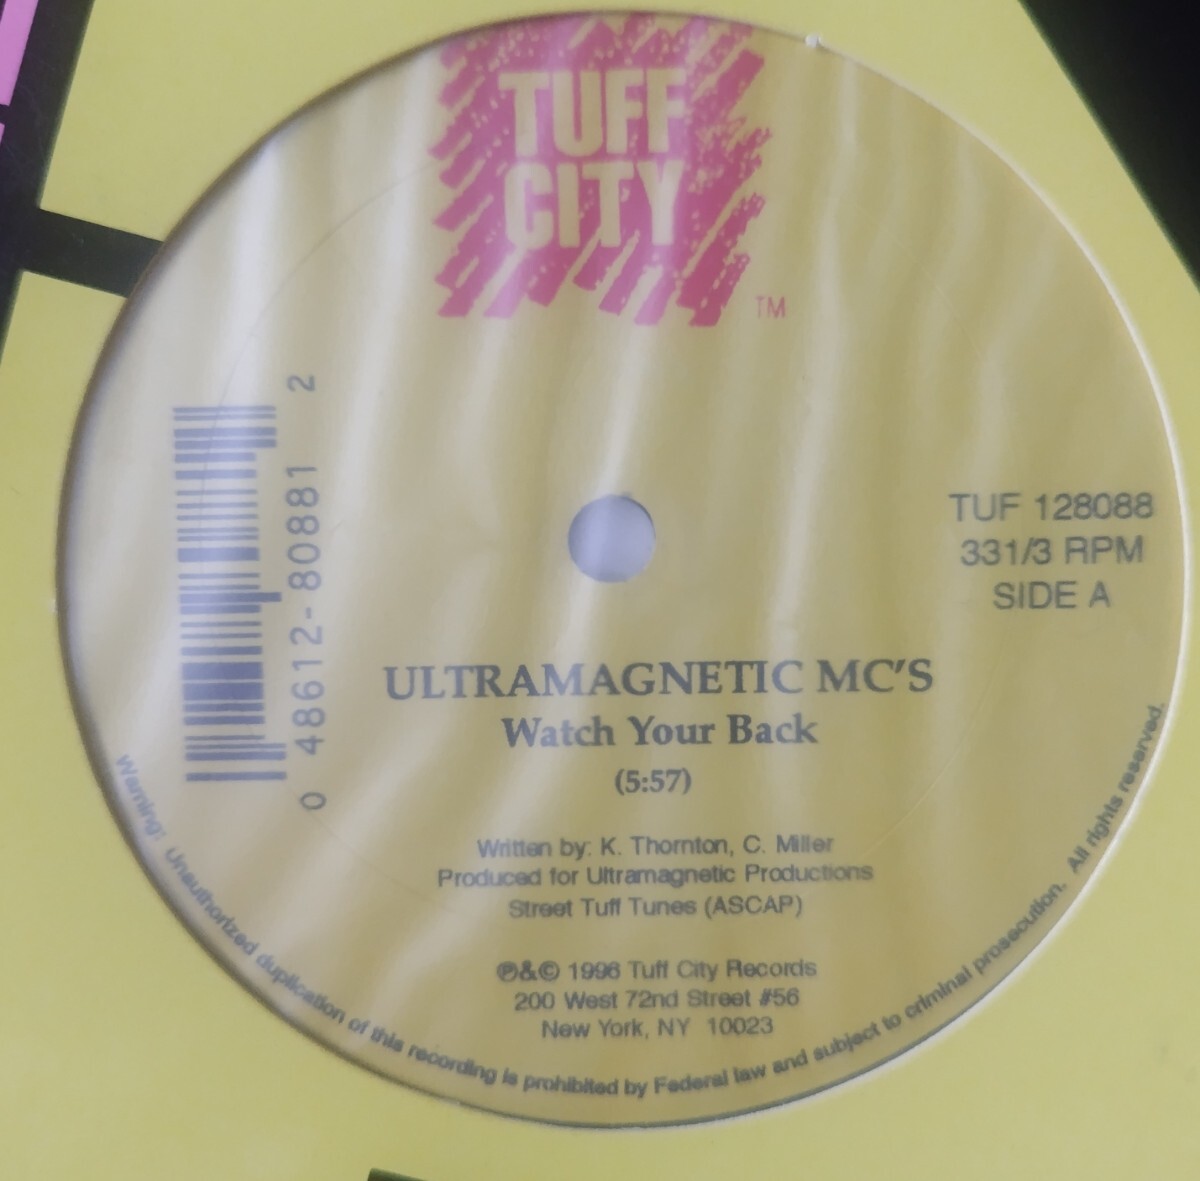 TUFF
CITY
TM
0 48612-80881 2
TUF 128088
331/3 RPM
SIDE A
ULTRAMAGNETIC MC'S
Watch Your Back
(5:57)
Written by: K. Thornton, C. Miller
Produced for Ultramagnetic Productions
Street Tuff Tunes (ASCAP)
℗&© 1996 Tuff City Records
200 West 72nd Street #56
New York, NY 10023
Warning: Unauthorized duplication of this recording is prohibited by Federal law and subject to criminal prosecution. All rights reserved.